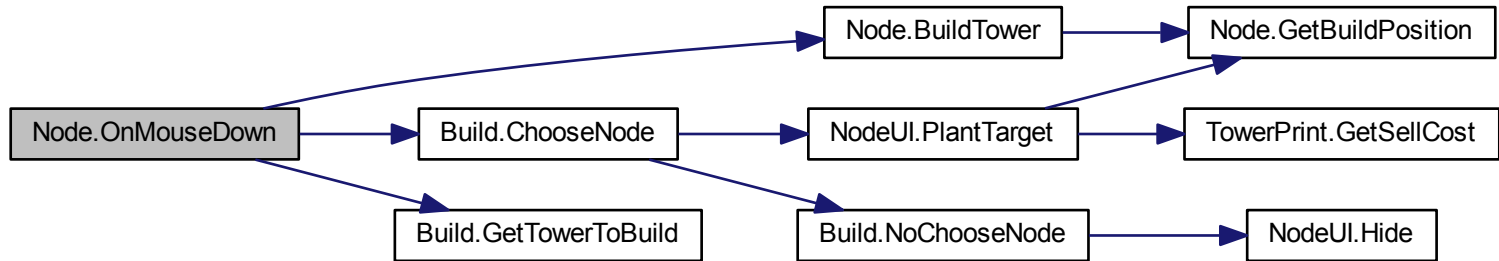 Node.BuildTower
Node.GetBuildPosition
Node.OnMouseDown
Build.ChooseNode
NodeUI.PlantTarget
TowerPrint.GetSellCost
Build.GetTowerToBuild
Build.NoChooseNode
NodeUI.Hide